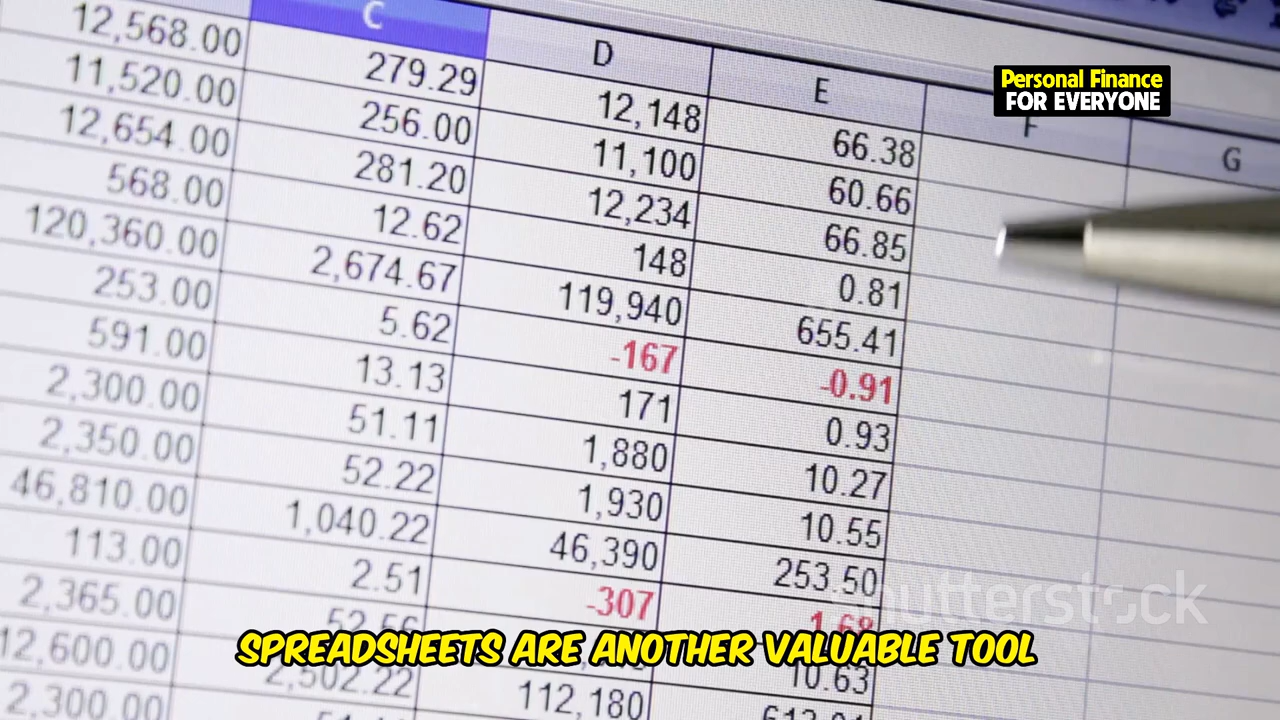 C D E F G
12,568.00 279.29 12,148 66.38
11,520.00 256.00 11,100 60.66
12,654.00 281.20 12,234 66.85
568.00 12.62 148 0.81
120,360.00 2,674.67 119,940 655.41
253.00 5.62 -167 -0.91
591.00 13.13 171 0.93
2,300.00 51.11 1,880 10.27
2,350.00 52.22 1,930 10.55
46,810.00 1,040.22 46,390 253.50
113.00 2.51 -307
2,365.00 10.63
12,600.00 2,502.22 112,180
2,300.00
Personal Finance
FOR EVERYONE
shutterstock
SPREADSHEETS ARE ANOTHER VALUABLE TOOL